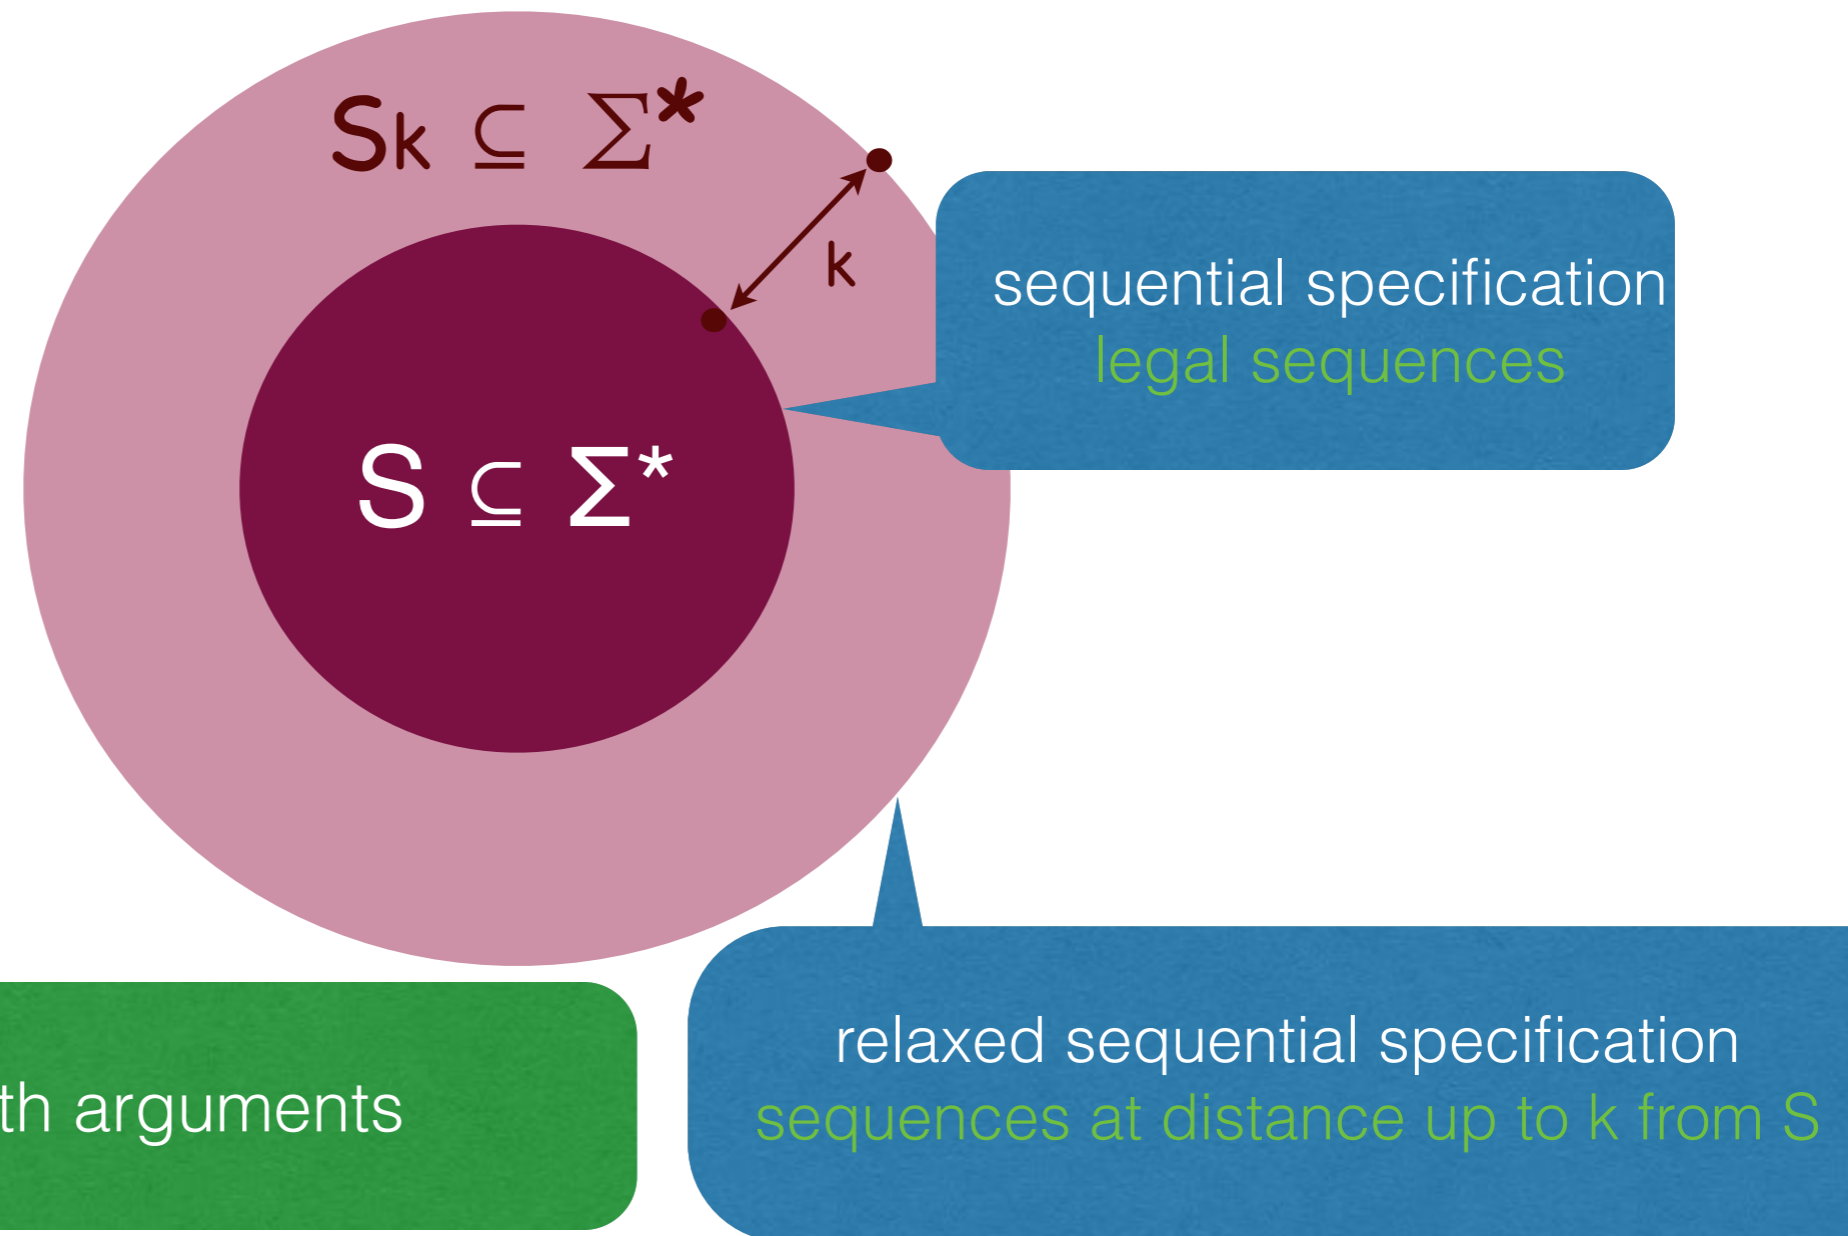 Sk ⊆ Σ*
k
sequential specification
legal sequences
S ⊆ Σ*
relaxed sequential specification
sequences at distance up to k from S
th arguments